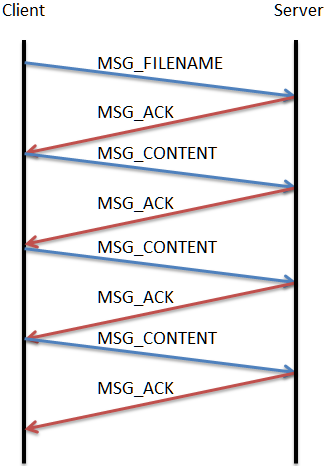 Client Server
MSG_FILENAME
MSG_ACK
MSG_CONTENT
MSG_ACK
MSG_CONTENT
MSG_ACK
MSG_CONTENT
MSG_ACK